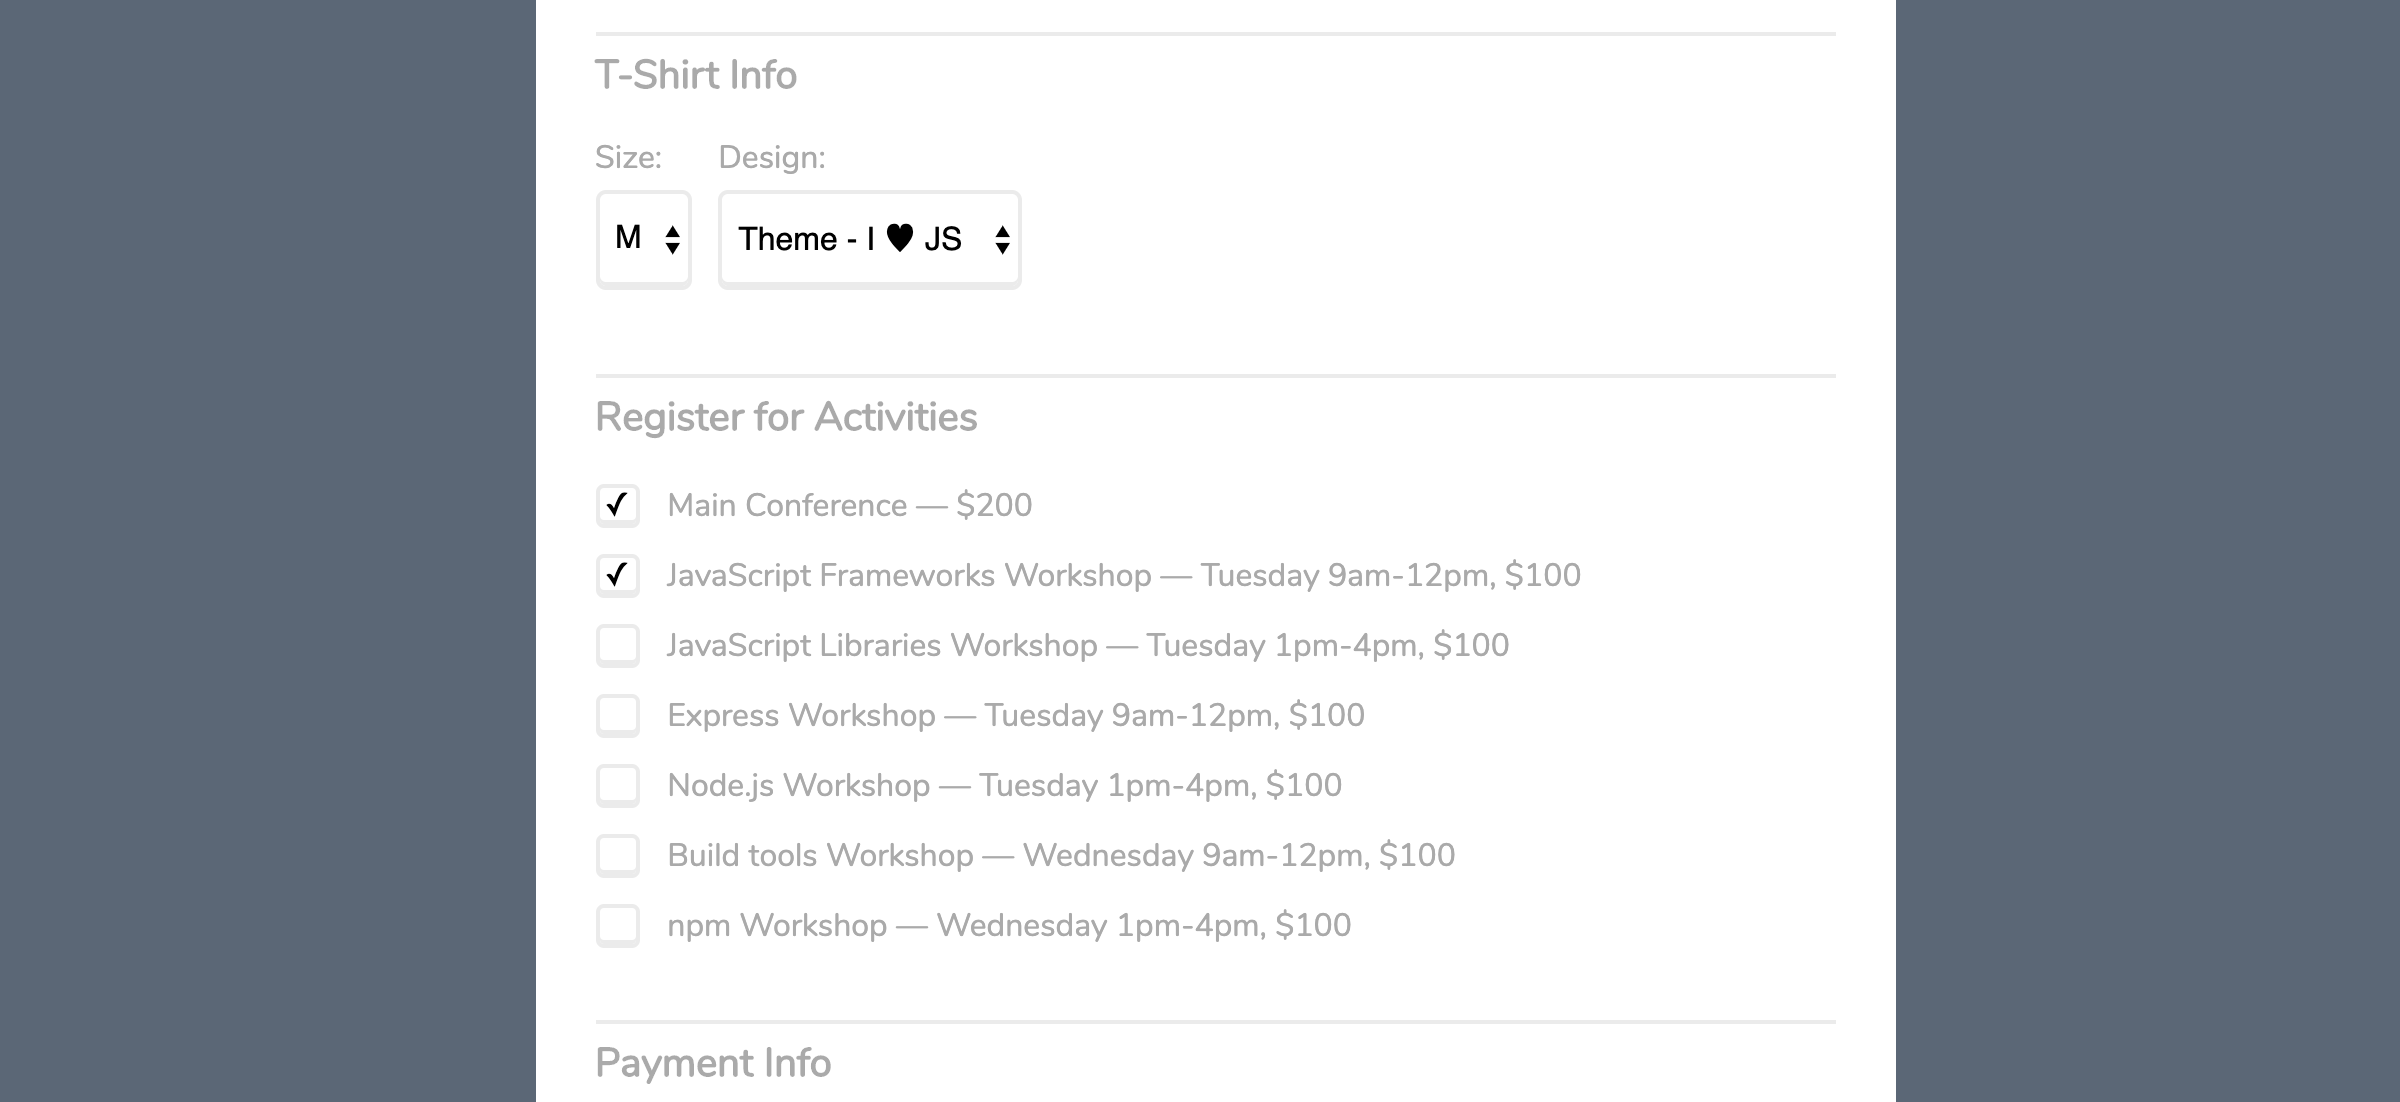 T-Shirt Info
Size: Design:
M Theme - I ♥ JS
Register for Activities
✓ Main Conference — $200
✓ JavaScript Frameworks Workshop — Tuesday 9am-12pm, $100
JavaScript Libraries Workshop — Tuesday 1pm-4pm, $100
Express Workshop — Tuesday 9am-12pm, $100
Node.js Workshop — Tuesday 1pm-4pm, $100
Build tools Workshop — Wednesday 9am-12pm, $100
npm Workshop — Wednesday 1pm-4pm, $100
Payment Info